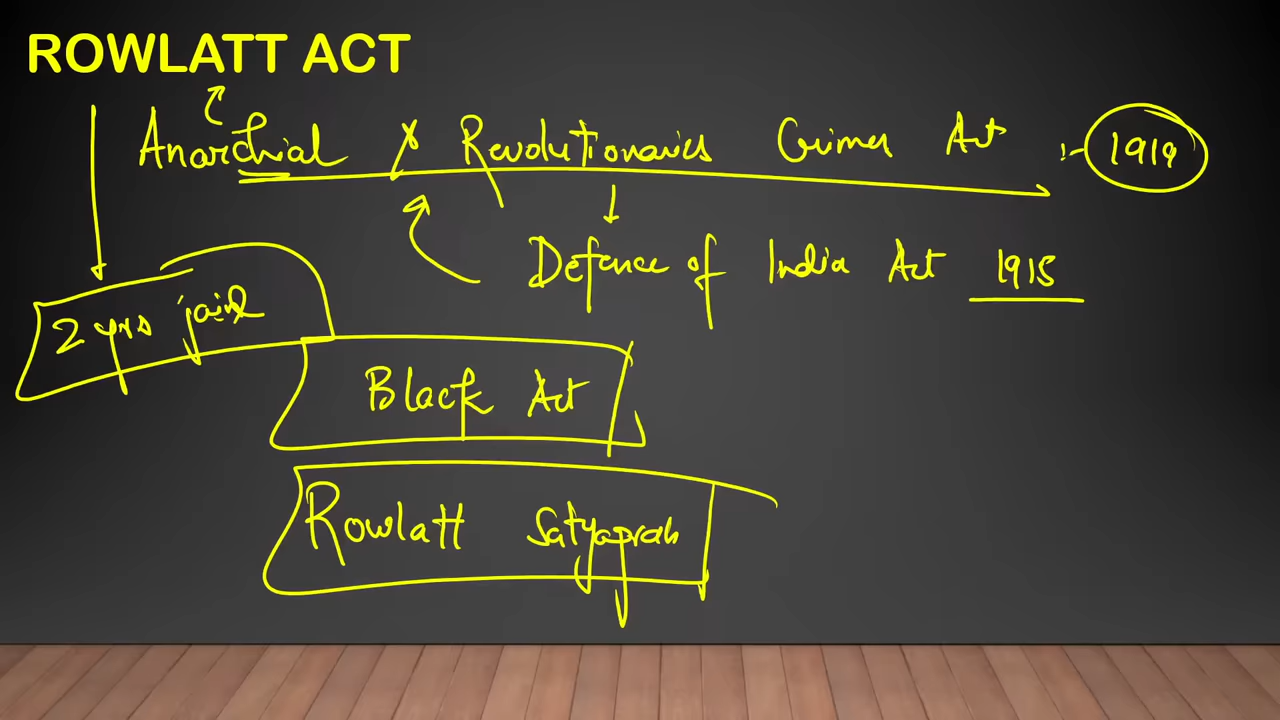 ROWLATT ACT
Anarchial & Revolutionaries Crimes Act :- 1919
Defence of India Act 1915
2 yrs jail
Black Act
Rowlatt Satyagrah